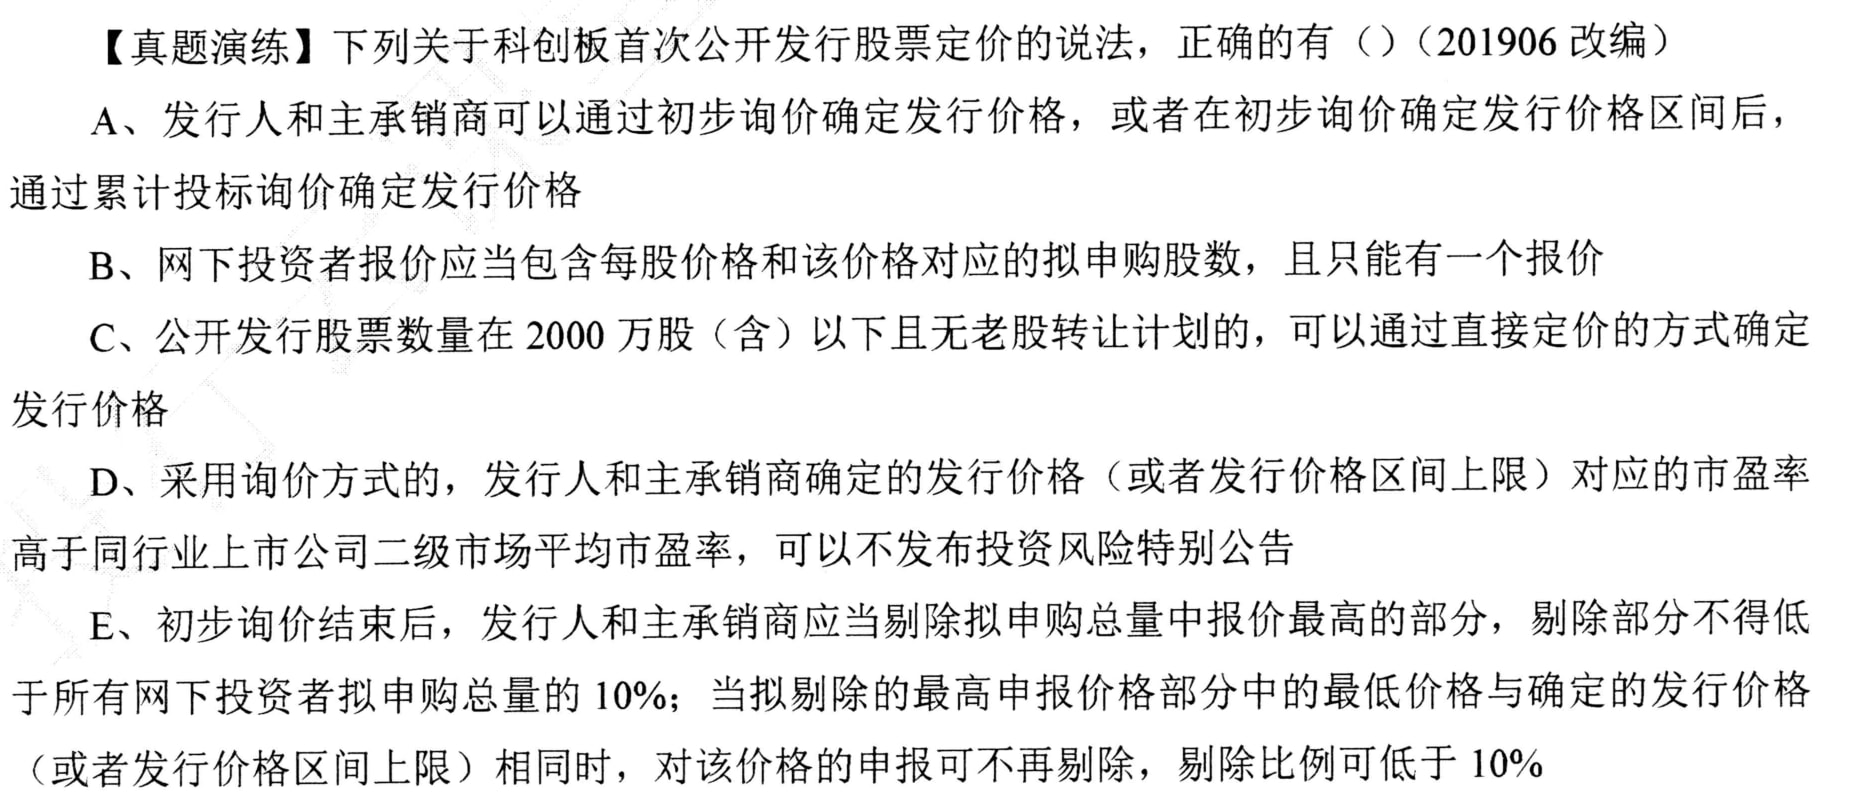 【真题演练】下列关于科创板首次公开发行股票定价的说法，正确的有（）（201906 改编）
A、发行人和主承销商可以通过初步询价确定发行价格，或者在初步询价确定发行价格区间后，
通过累计投标询价确定发行价格
B、网下投资者报价应当包含每股价格和该价格对应的拟申购股数，且只能有一个报价
C、公开发行股票数量在 2000 万股（含）以下且无老股转让计划的，可以通过直接定价的方式确定
发行价格
D、采用询价方式的，发行人和主承销商确定的发行价格（或者发行价格区间上限）对应的市盈率
高于同行业上市公司二级市场平均市盈率，可以不发布投资风险特别公告
E、初步询价结束后，发行人和主承销商应当剔除拟申购总量中报价最高的部分，剔除部分不得低
于所有网下投资者拟申购总量的 10%；当拟剔除的最高申报价格部分中的最低价格与确定的发行价格
（或者发行价格区间上限）相同时，对该价格的申报可不再剔除，剔除比例可低于 10%